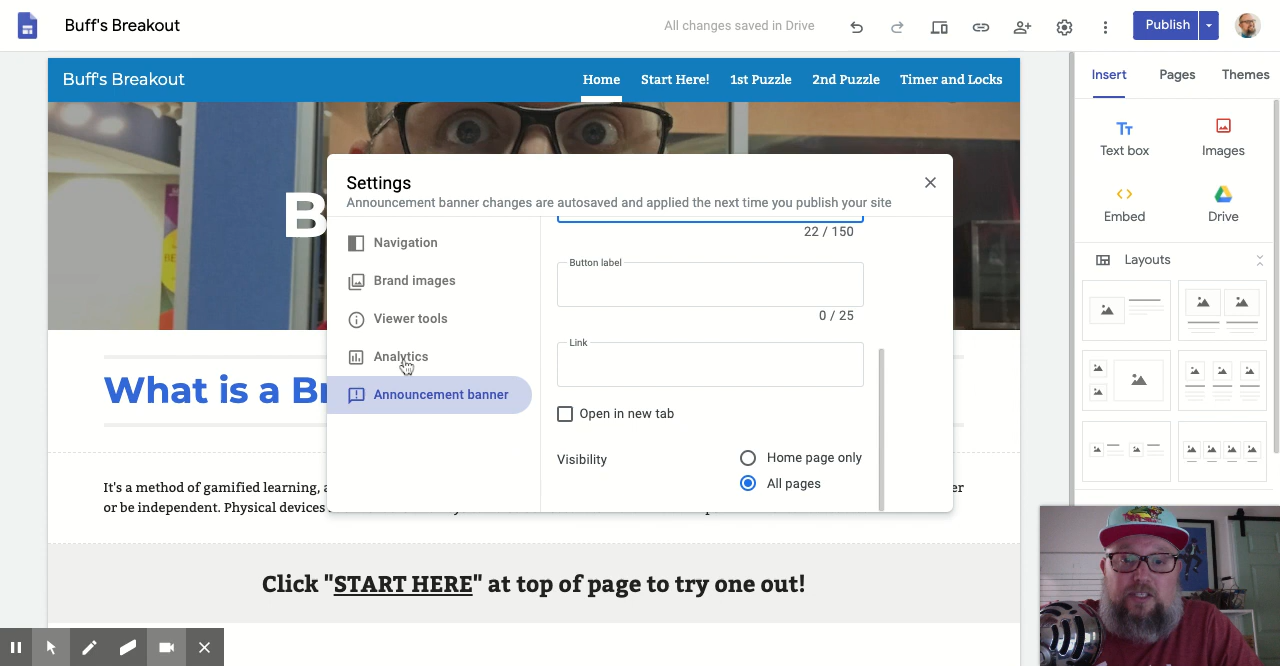 Buff's Breakout
All changes saved in Drive
Publish
Buff's Breakout
Home
Start Here!
1st Puzzle
2nd Puzzle
Timer and Locks
Insert
Pages
Themes
Text box
Images
Embed
Drive
Layouts
B
Settings
Announcement banner changes are autosaved and applied the next time you publish your site
Navigation
Brand images
Viewer tools
Analytics
Announcement banner
22 / 150
Button label
0 / 25
Link
Open in new tab
Visibility
Home page only
All pages
What is a Br
It's a method of gamified learning, a
er
or be independent. Physical devices
Click "START HERE" at top of page to try one out!